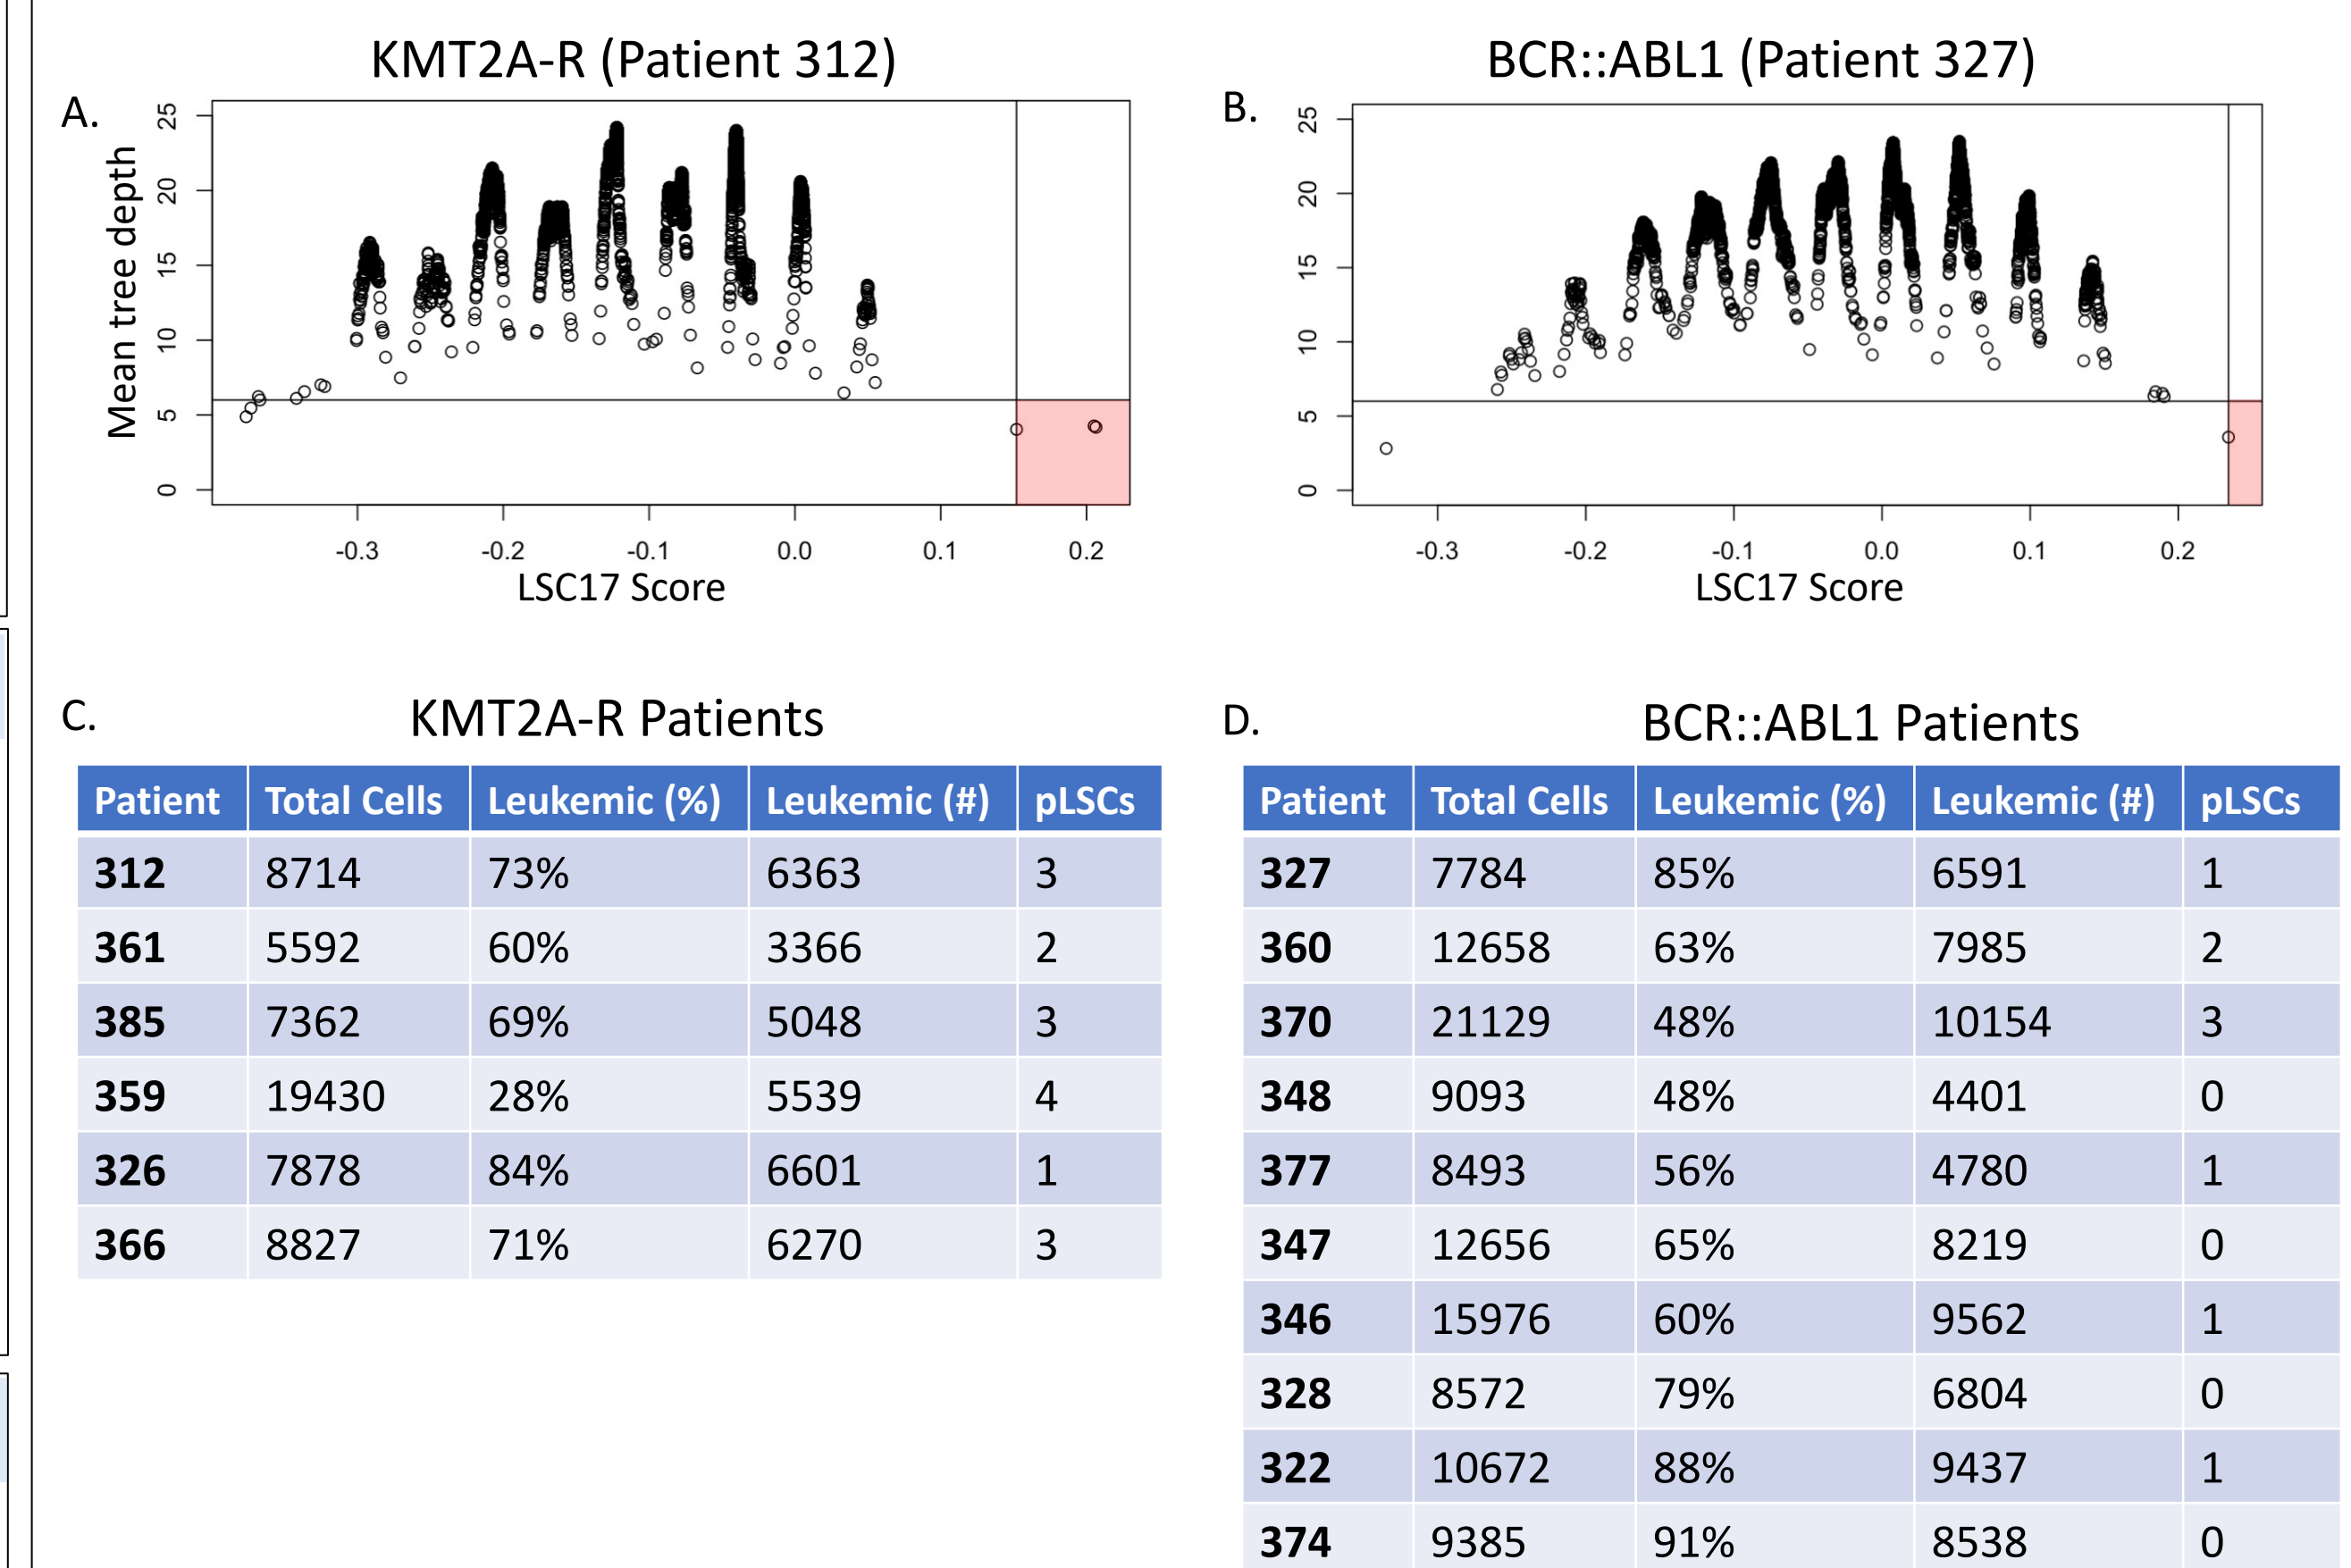 KMT2A-R (Patient 312)
A.
Mean tree depth
25
20
15
10
5
0
-0.3 -0.2 -0.1 0.0 0.1 0.2
LSC17 Score
BCR::ABL1 (Patient 327)
B.
25
20
15
10
5
0
-0.3 -0.2 -0.1 0.0 0.1 0.2
LSC17 Score
C.
KMT2A-R Patients
Patient Total Cells Leukemic (%) Leukemic (#) pLSCs
312 8714 73% 6363 3
361 5592 60% 3366 2
385 7362 69% 5048 3
359 19430 28% 5539 4
326 7878 84% 6601 1
366 8827 71% 6270 3
D.
BCR::ABL1 Patients
Patient Total Cells Leukemic (%) Leukemic (#) pLSCs
327 7784 85% 6591 1
360 12658 63% 7985 2
370 21129 48% 10154 3
348 9093 48% 4401 0
377 8493 56% 4780 1
347 12656 65% 8219 0
346 15976 60% 9562 1
328 8572 79% 6804 0
322 10672 88% 9437 1
374 9385 91% 8538 0